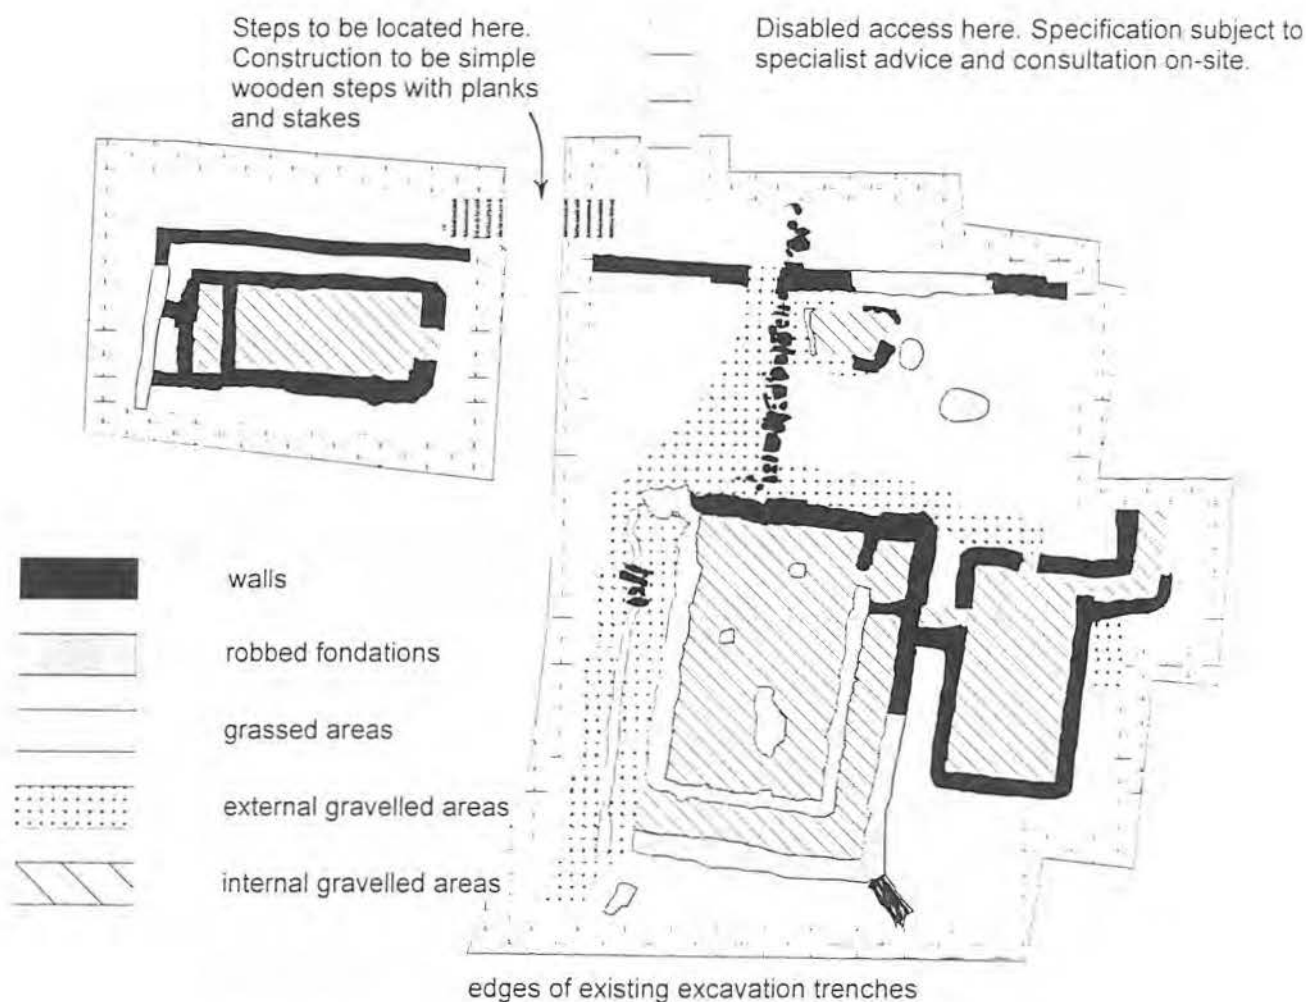 Steps to be located here.
Construction to be simple
wooden steps with planks
and stakes
Disabled access here. Specification subject to
specialist advice and consultation on-site.
walls
robbed fondations
grassed areas
external gravelled areas
internal gravelled areas
edges of existing excavation trenches